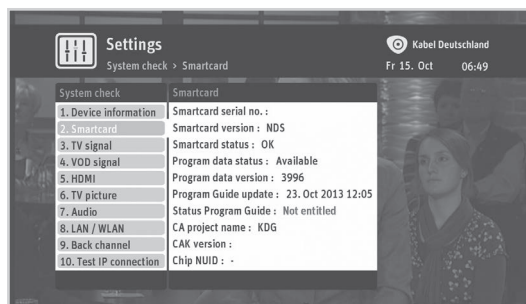 Settings
System check > Smartcard
Kabel Deutschland
Fr 15. Oct 06:49
System check
1. Device information
2. Smartcard
3. TV signal
4. VOD signal
5. HDMI
6. TV picture
7. Audio
8. LAN / WLAN
9. Back channel
10. Test IP connection
Smartcard
Smartcard serial no. :
Smartcard version : NDS
Smartcard status : OK
Program data status : Available
Program data version : 3996
Program Guide update : 23. Oct 2013 12:05
Status Program Guide : Not entitled
CA project name : KDG
CAK version :
Chip NUID : -